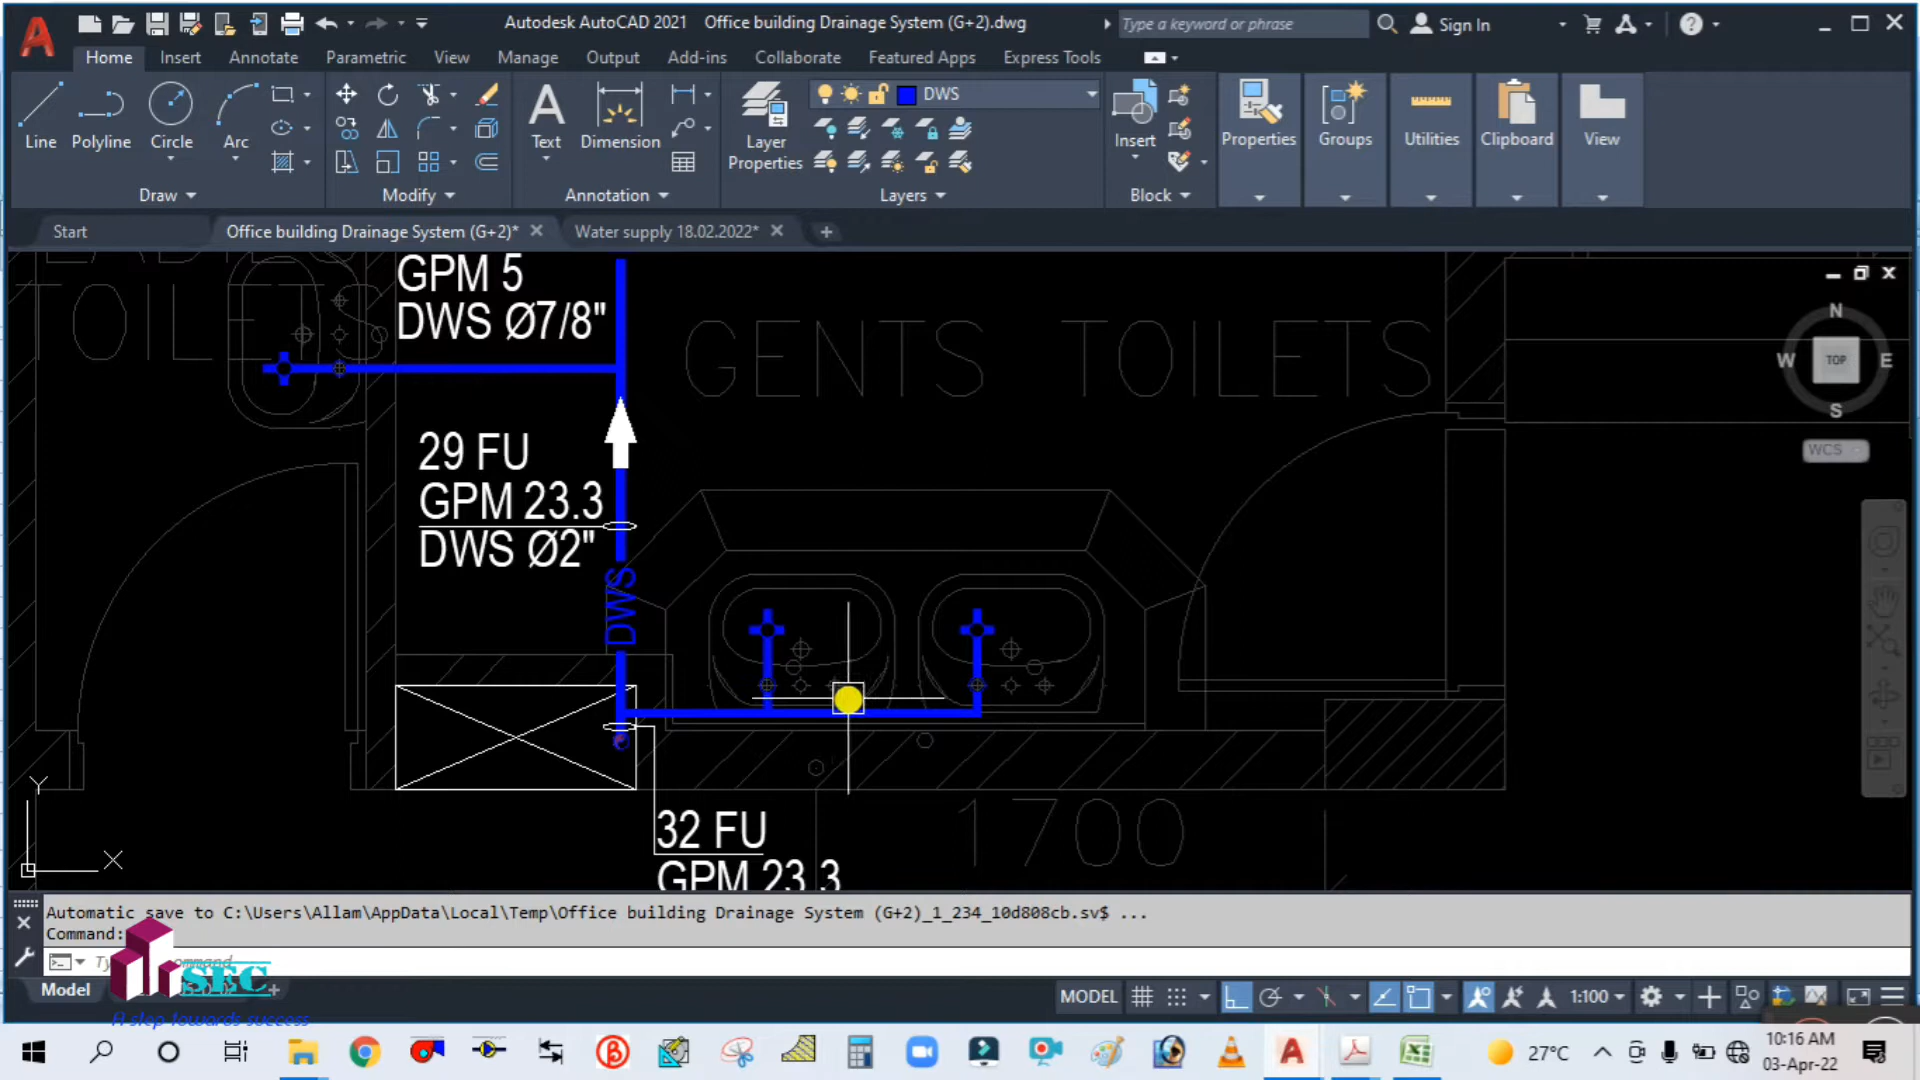 Autodesk AutoCAD 2021 Office building Drainage System (G+2).dwg
Type a keyword or phrase
Sign In
Home Insert Annotate Parametric View Manage Output Add-ins Collaborate Featured Apps Express Tools
Line Polyline Circle Arc
Text Dimension
Layer Properties
DWS
Insert
Properties Groups Utilities Clipboard View
Draw Modify Annotation Layers Block
Start
Office building Drainage System (G+2)*
Water supply 18.02.2022*
TOILETS
GPM 5
DWS Ø7/8"
GENTS TOILETS
29 FU
GPM 23.3
DWS Ø2"
DWS
32 FU
GPM 23.3
1700
N
W TOP E
S
WCS
Y
X
Automatic save to C:\Users\Allam\AppData\Local\Temp\Office building Drainage System (G+2)_1_234_10d808cb.sv$ ...
Command:
SEC
A step towards success
Model
MODEL
1:100
27°C
10:16 AM
03-Apr-22